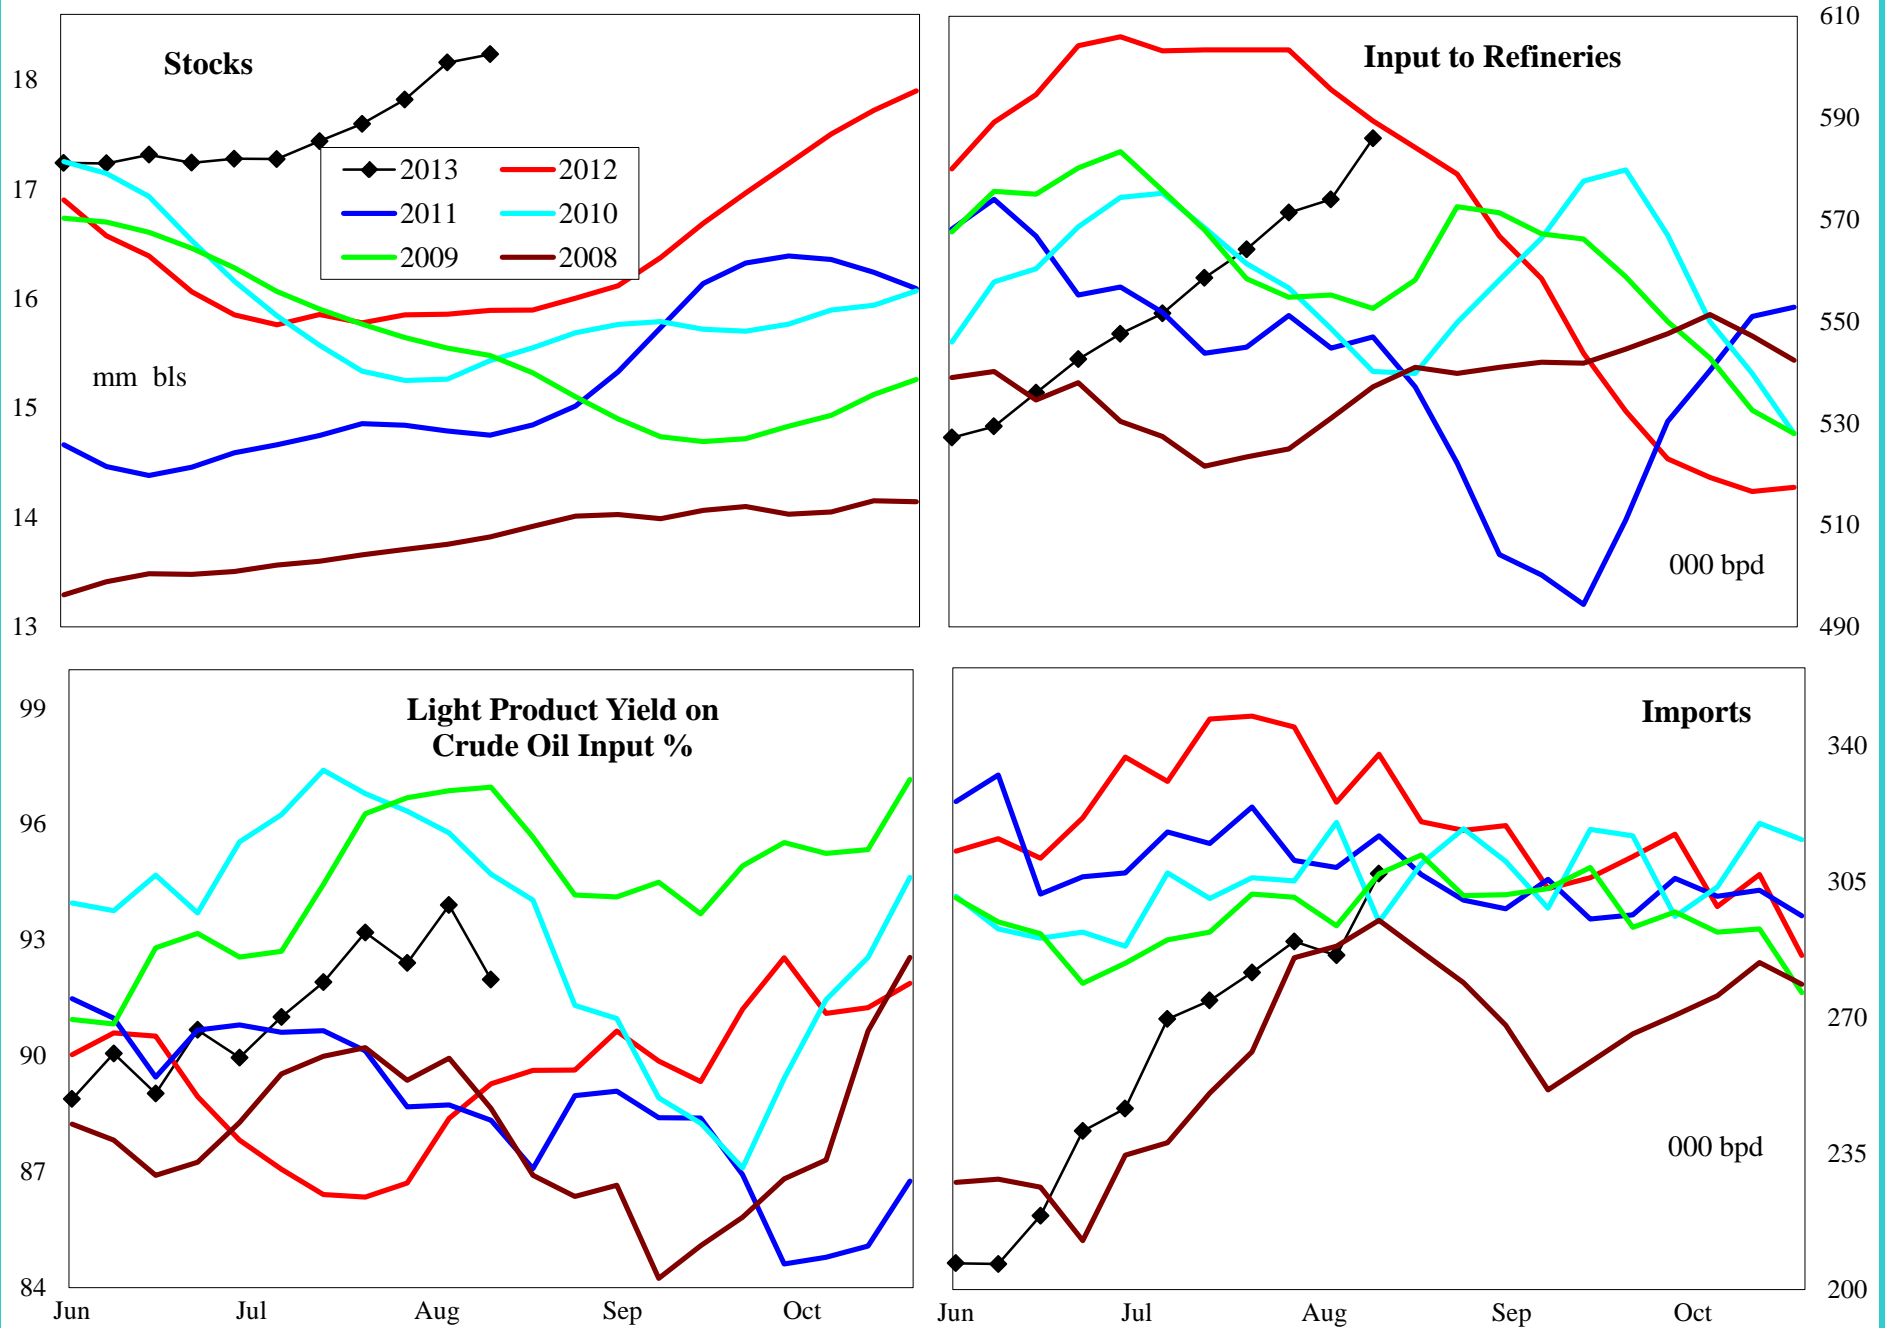 Stocks
18
17
16
15
14
13
mm bls
2013
2012
2011
2010
2009
2008
Input to Refineries
610
590
570
550
530
510
490
000 bpd
Light Product Yield on
Crude Oil Input %
99
96
93
90
87
84
Jun
Jul
Aug
Sep
Oct
Imports
340
305
270
235
200
000 bpd
Jun
Jul
Aug
Sep
Oct